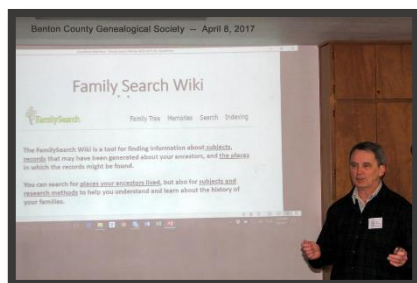 Benton County Genealogical Society -- April 8, 2017
Family Search Wiki
FamilySearch
Family Tree Memories Search Indexing
The FamilySearch Wiki is a tool for finding information about subjects,
records that may have been generated about your ancestors, and the places
in which the records might be found.
You can search for places your ancestors lived, but also for subjects and
research methods to help you understand and learn about the history of
your families.